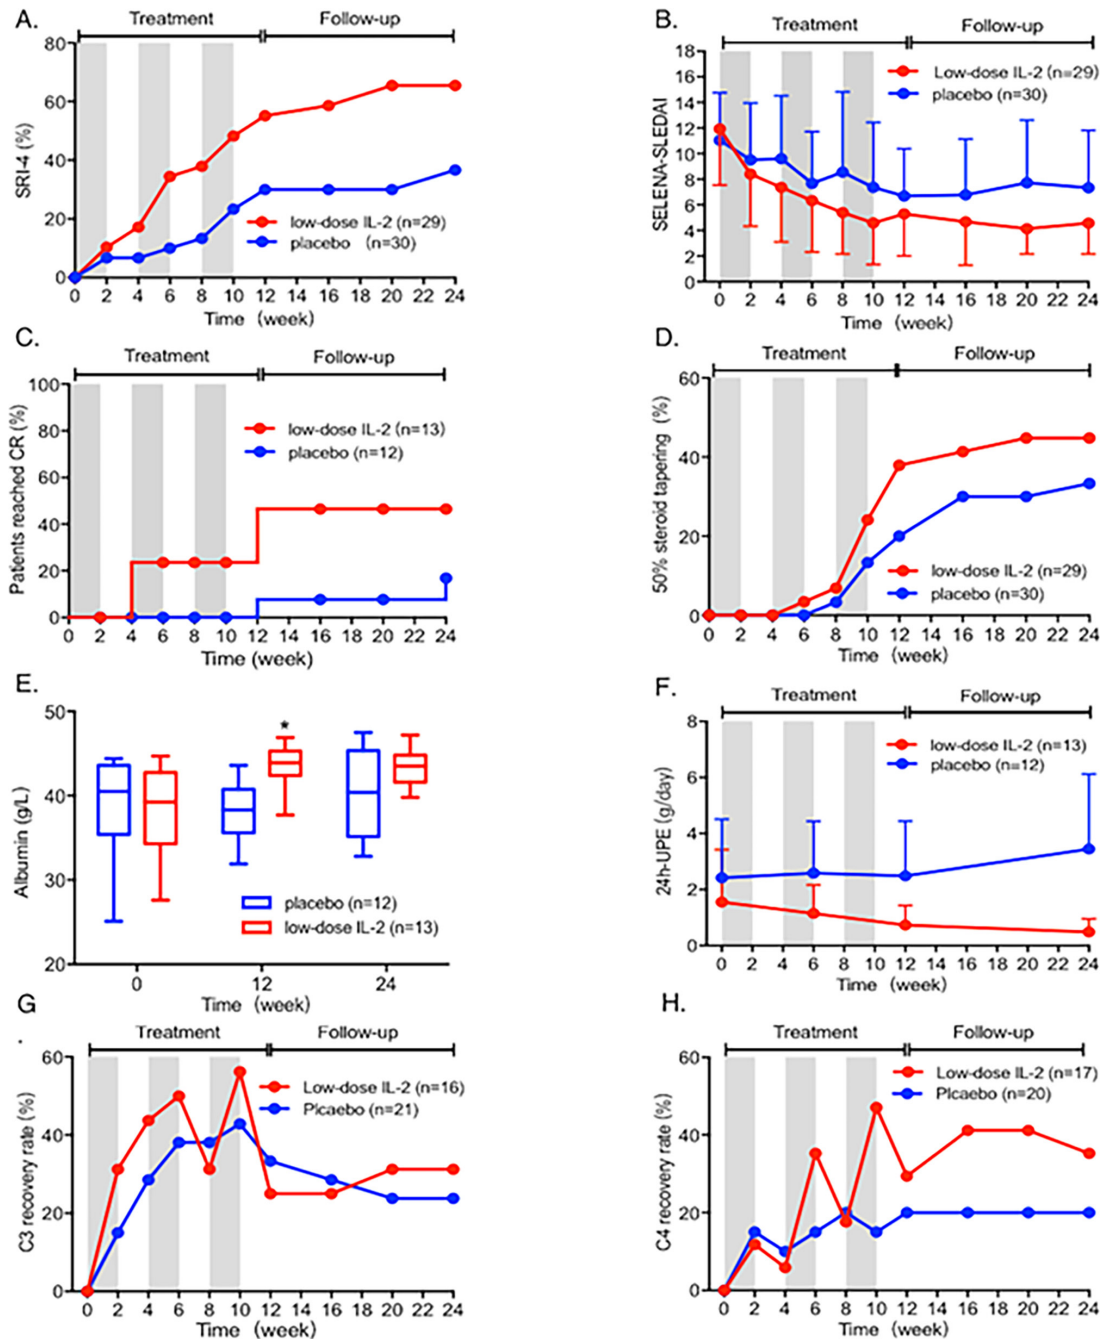 A.
Treatment Follow-up
80
60
40
20
0
SRI-4 (%)
low-dose IL-2 (n=29)
placebo (n=30)
0 2 4 6 8 10 12 14 16 18 20 22 24
Time (week)
B.
Treatment Follow-up
18
16
14
12
10
8
6
4
2
0
SELENA-SLEDAI
Low-dose IL-2 (n=29)
placebo (n=30)
0 2 4 6 8 10 12 14 16 18 20 22 24
Time (week)
C.
Treatment Follow-up
100
80
60
40
20
0
Patients reached CR (%)
low-dose IL-2 (n=13)
placebo (n=12)
0 2 4 6 8 10 12 14 16 18 20 22 24
Time (week)
D.
Treatment Follow-up
60
40
20
0
50% steroid tapering (%)
low-dose IL-2 (n=29)
placebo (n=30)
0 2 4 6 8 10 12 14 16 18 20 22 24
Time (week)
E.
50
40
30
20
Albumin (g/L)
*
placebo (n=12)
low-dose IL-2 (n=13)
0 12 24
Time (week)
F.
Treatment Follow-up
8
6
4
2
0
24h-UPE (g/day)
low-dose IL-2 (n=13)
placebo (n=12)
0 2 4 6 8 10 12 14 16 18 20 22 24
Time (week)
G
.
Treatment Follow-up
60
40
20
0
C3 recovery rate (%)
Low-dose IL-2 (n=16)
Plcaebo (n=21)
0 2 4 6 8 10 12 14 16 18 20 22 24
Time (week)
H.
Treatment Follow-up
60
40
20
0
C4 recovery rate (%)
Low-dose IL-2 (n=17)
Plcaebo (n=20)
0 2 4 6 8 10 12 14 16 18 20 22 24
Time (week)